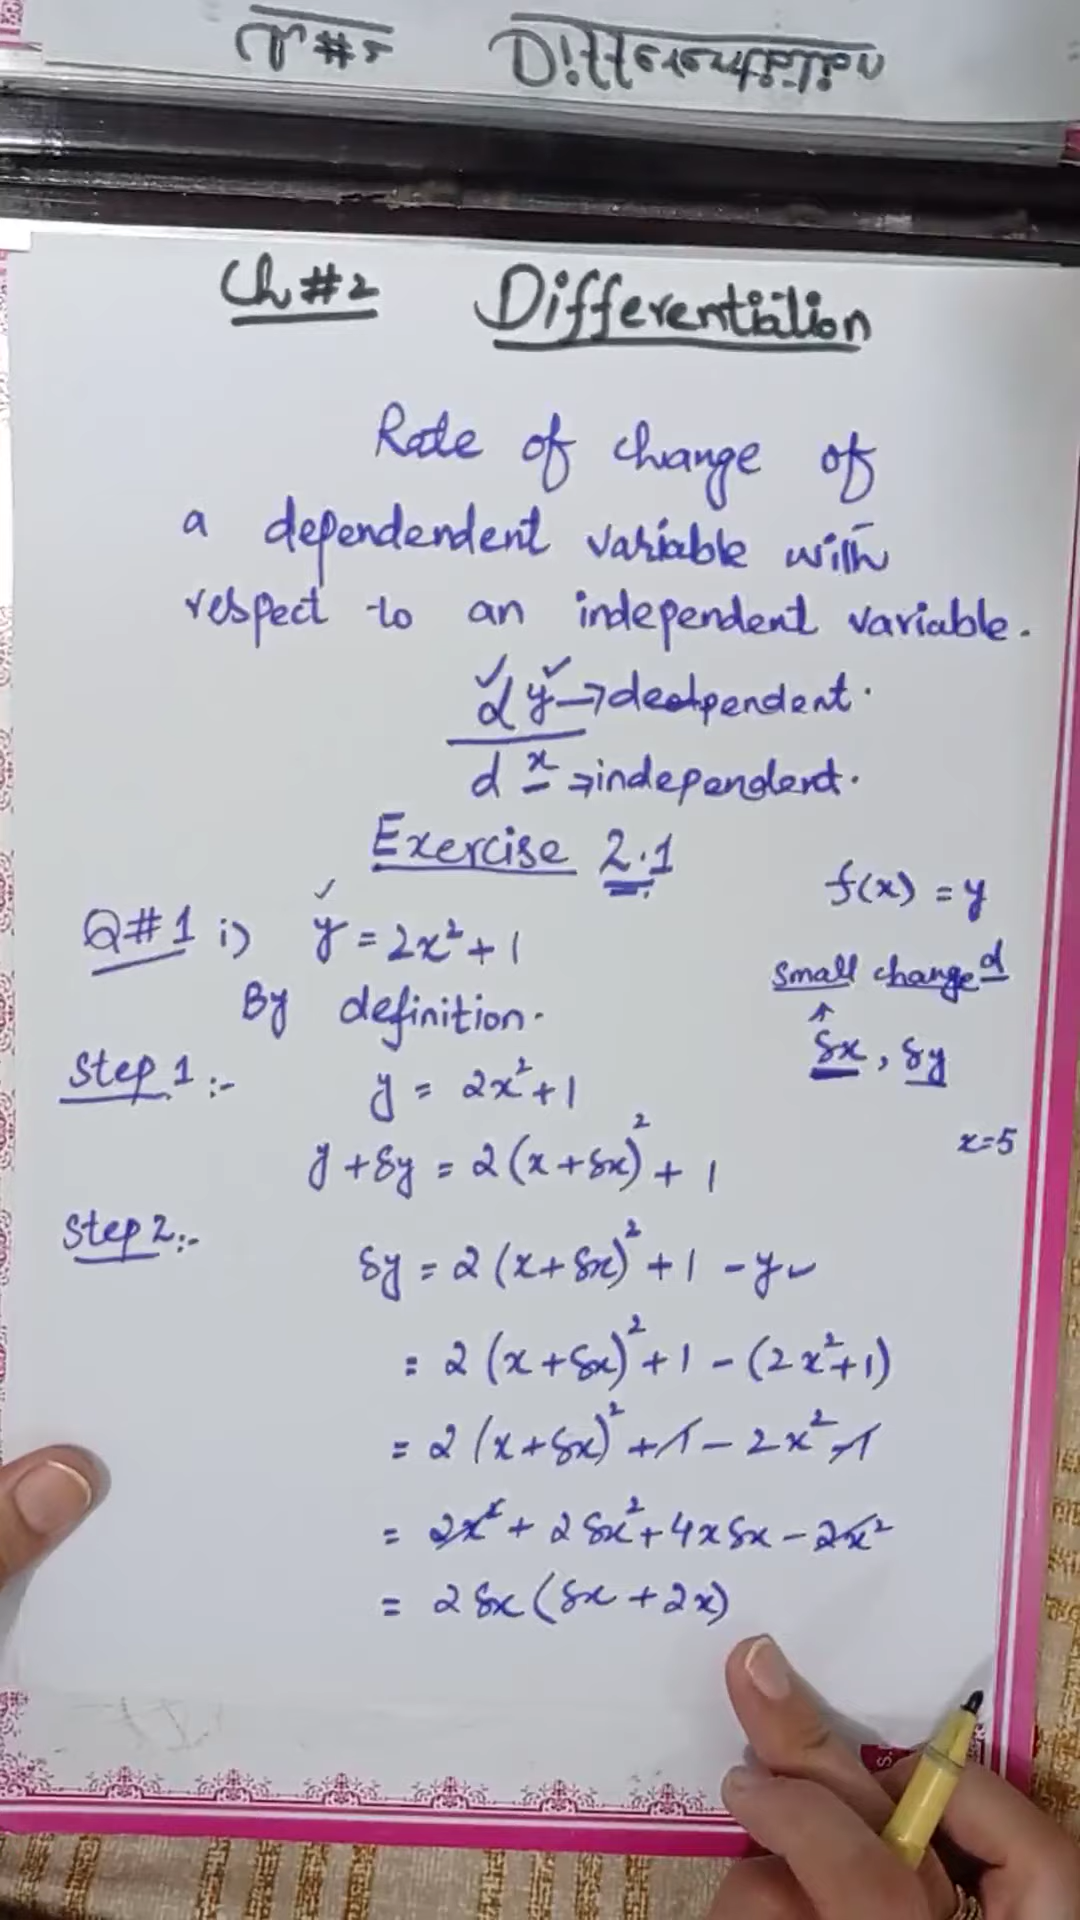 Ch #2 Differentiation
Rate of change of
a dependendent variable with
respect to an independent variable.
dy → dependent.
dx → independent.
Exercise 2.1
f(x) = y
Q#1 i) y = 2x² + 1
small change d
By definition.
δx, δy
Step 1:- y = 2x² + 1
x=5
y + δy = 2(x + δx)² + 1
Step 2:-
δy = 2(x + δx)² + 1 - y
= 2(x + δx)² + 1 - (2x² + 1)
= 2(x + δx)² + 1 - 2x² - 1
= 2x² + 2δx² + 4xδx - 2x²
= 2δx(δx + 2x)